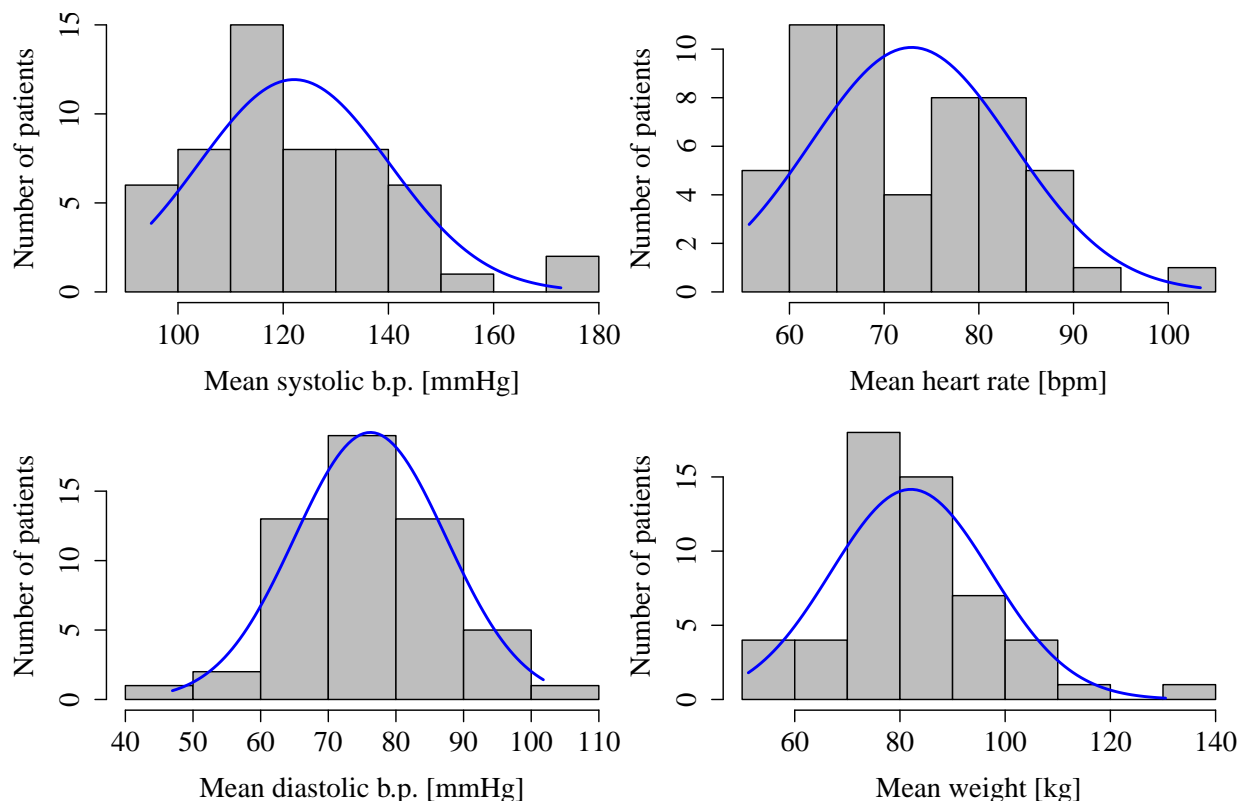 Number of patients
0 5 10 15
100 120 140 160 180
Mean systolic b.p. [mmHg]
Number of patients
0 2 4 6 8 10
60 70 80 90 100
Mean heart rate [bpm]
Number of patients
0 5 10 15
40 50 60 70 80 90 100 110
Mean diastolic b.p. [mmHg]
Number of patients
0 5 10 15
60 80 100 120 140
Mean weight [kg]